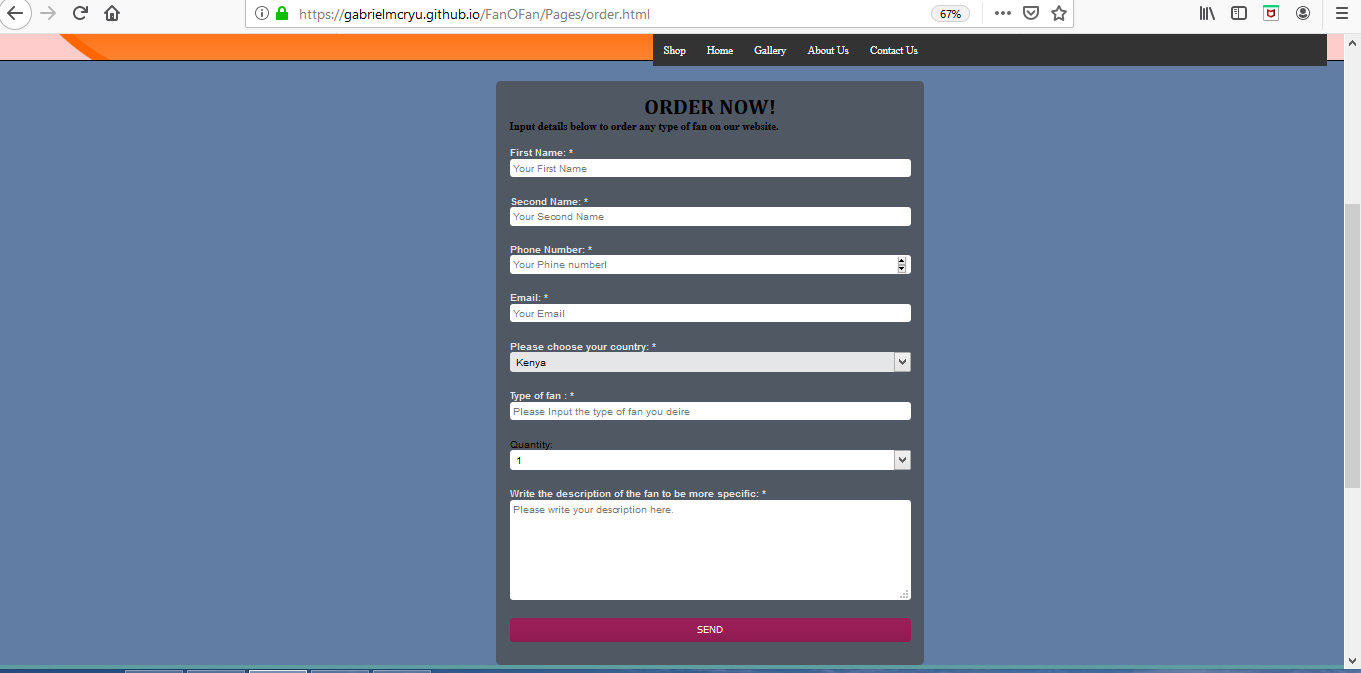 https://gabrielmcryu.github.io/FanOFan/Pages/order.html
67%
Shop Home Gallery About Us Contact Us
ORDER NOW!
Input details below to order any type of fan on our website.
First Name: *
Your First Name
Second Name: *
Your Second Name
Phone Number: *
Your Phine number!
Email: *
Your Email
Please choose your country: *
Kenya
Type of fan : *
Please Input the type of fan you deire
Quantity:
1
Write the description of the fan to be more specific: *
Please write your description here.
SEND